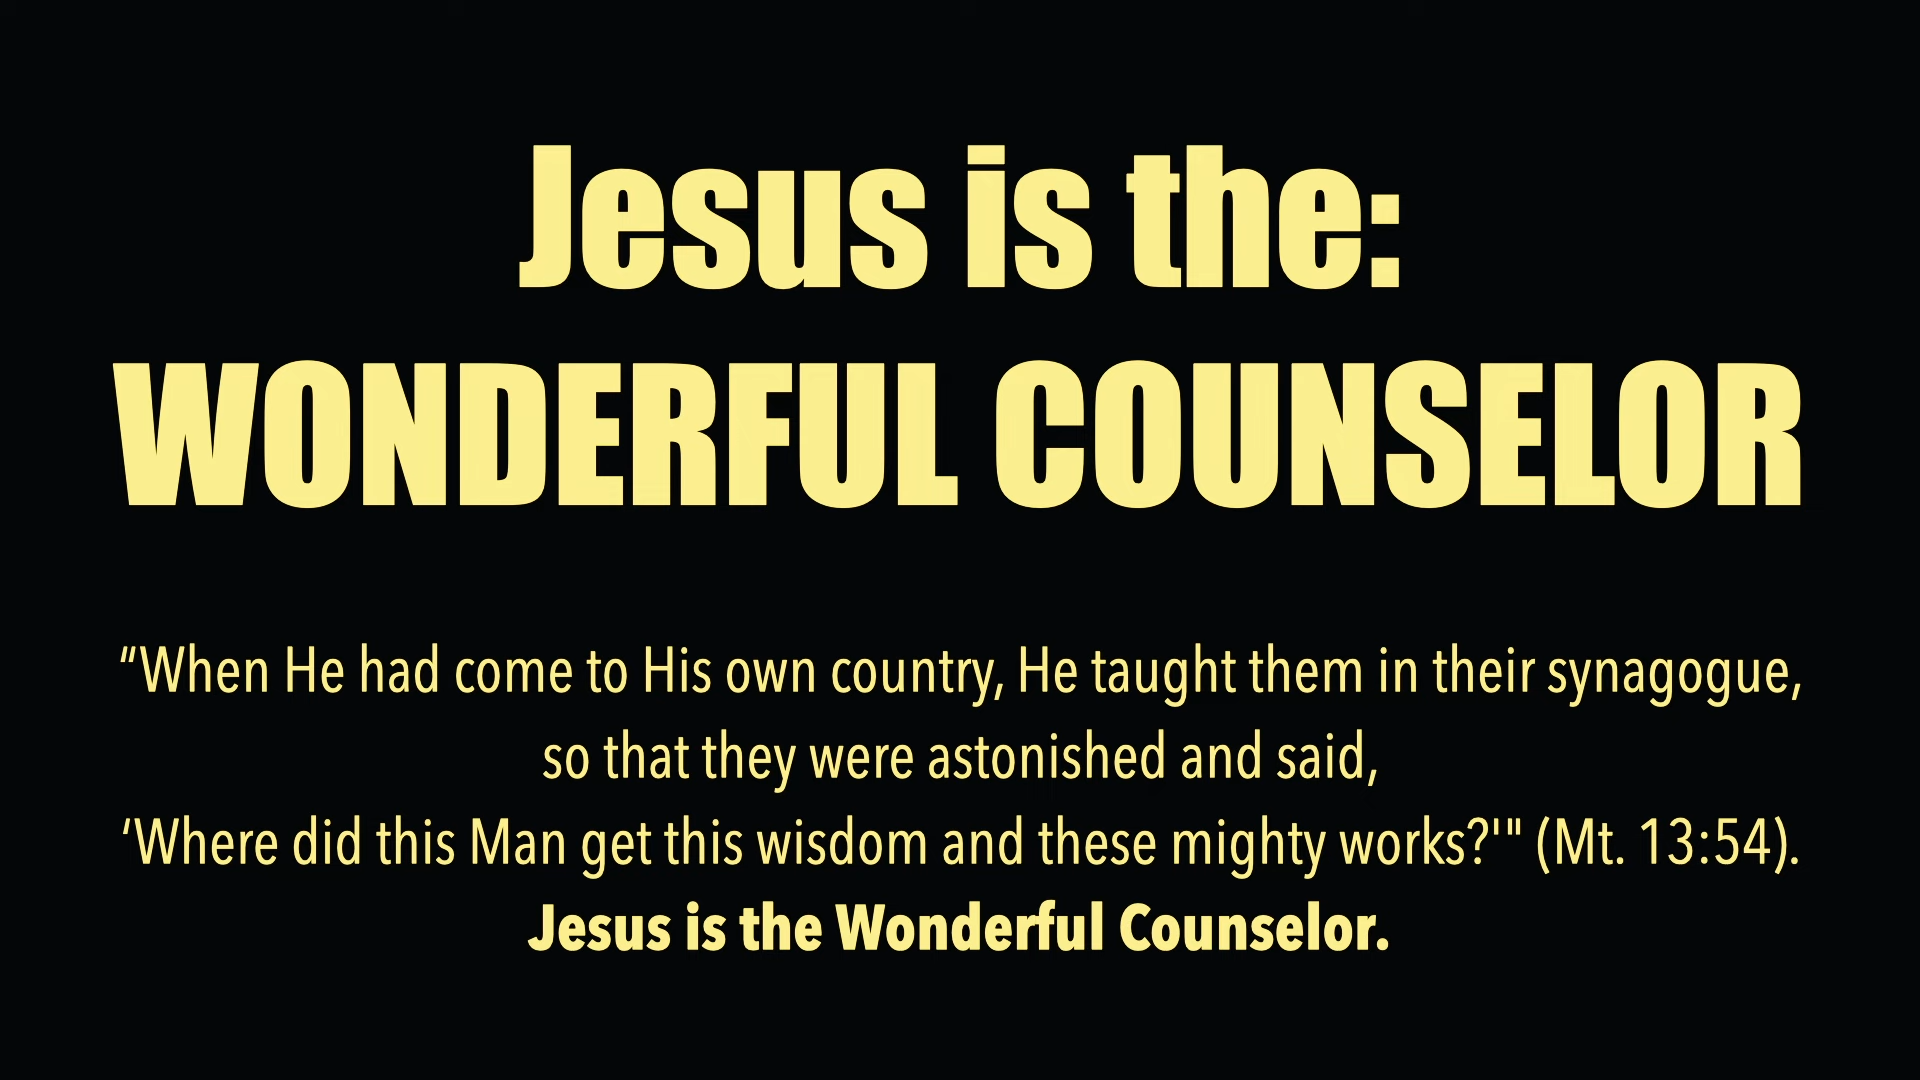 Jesus is the:
WONDERFUL COUNSELOR
“When He had come to His own country, He taught them in their synagogue,
so that they were astonished and said,
‘Where did this Man get this wisdom and these mighty works?'" (Mt. 13:54).
Jesus is the Wonderful Counselor.